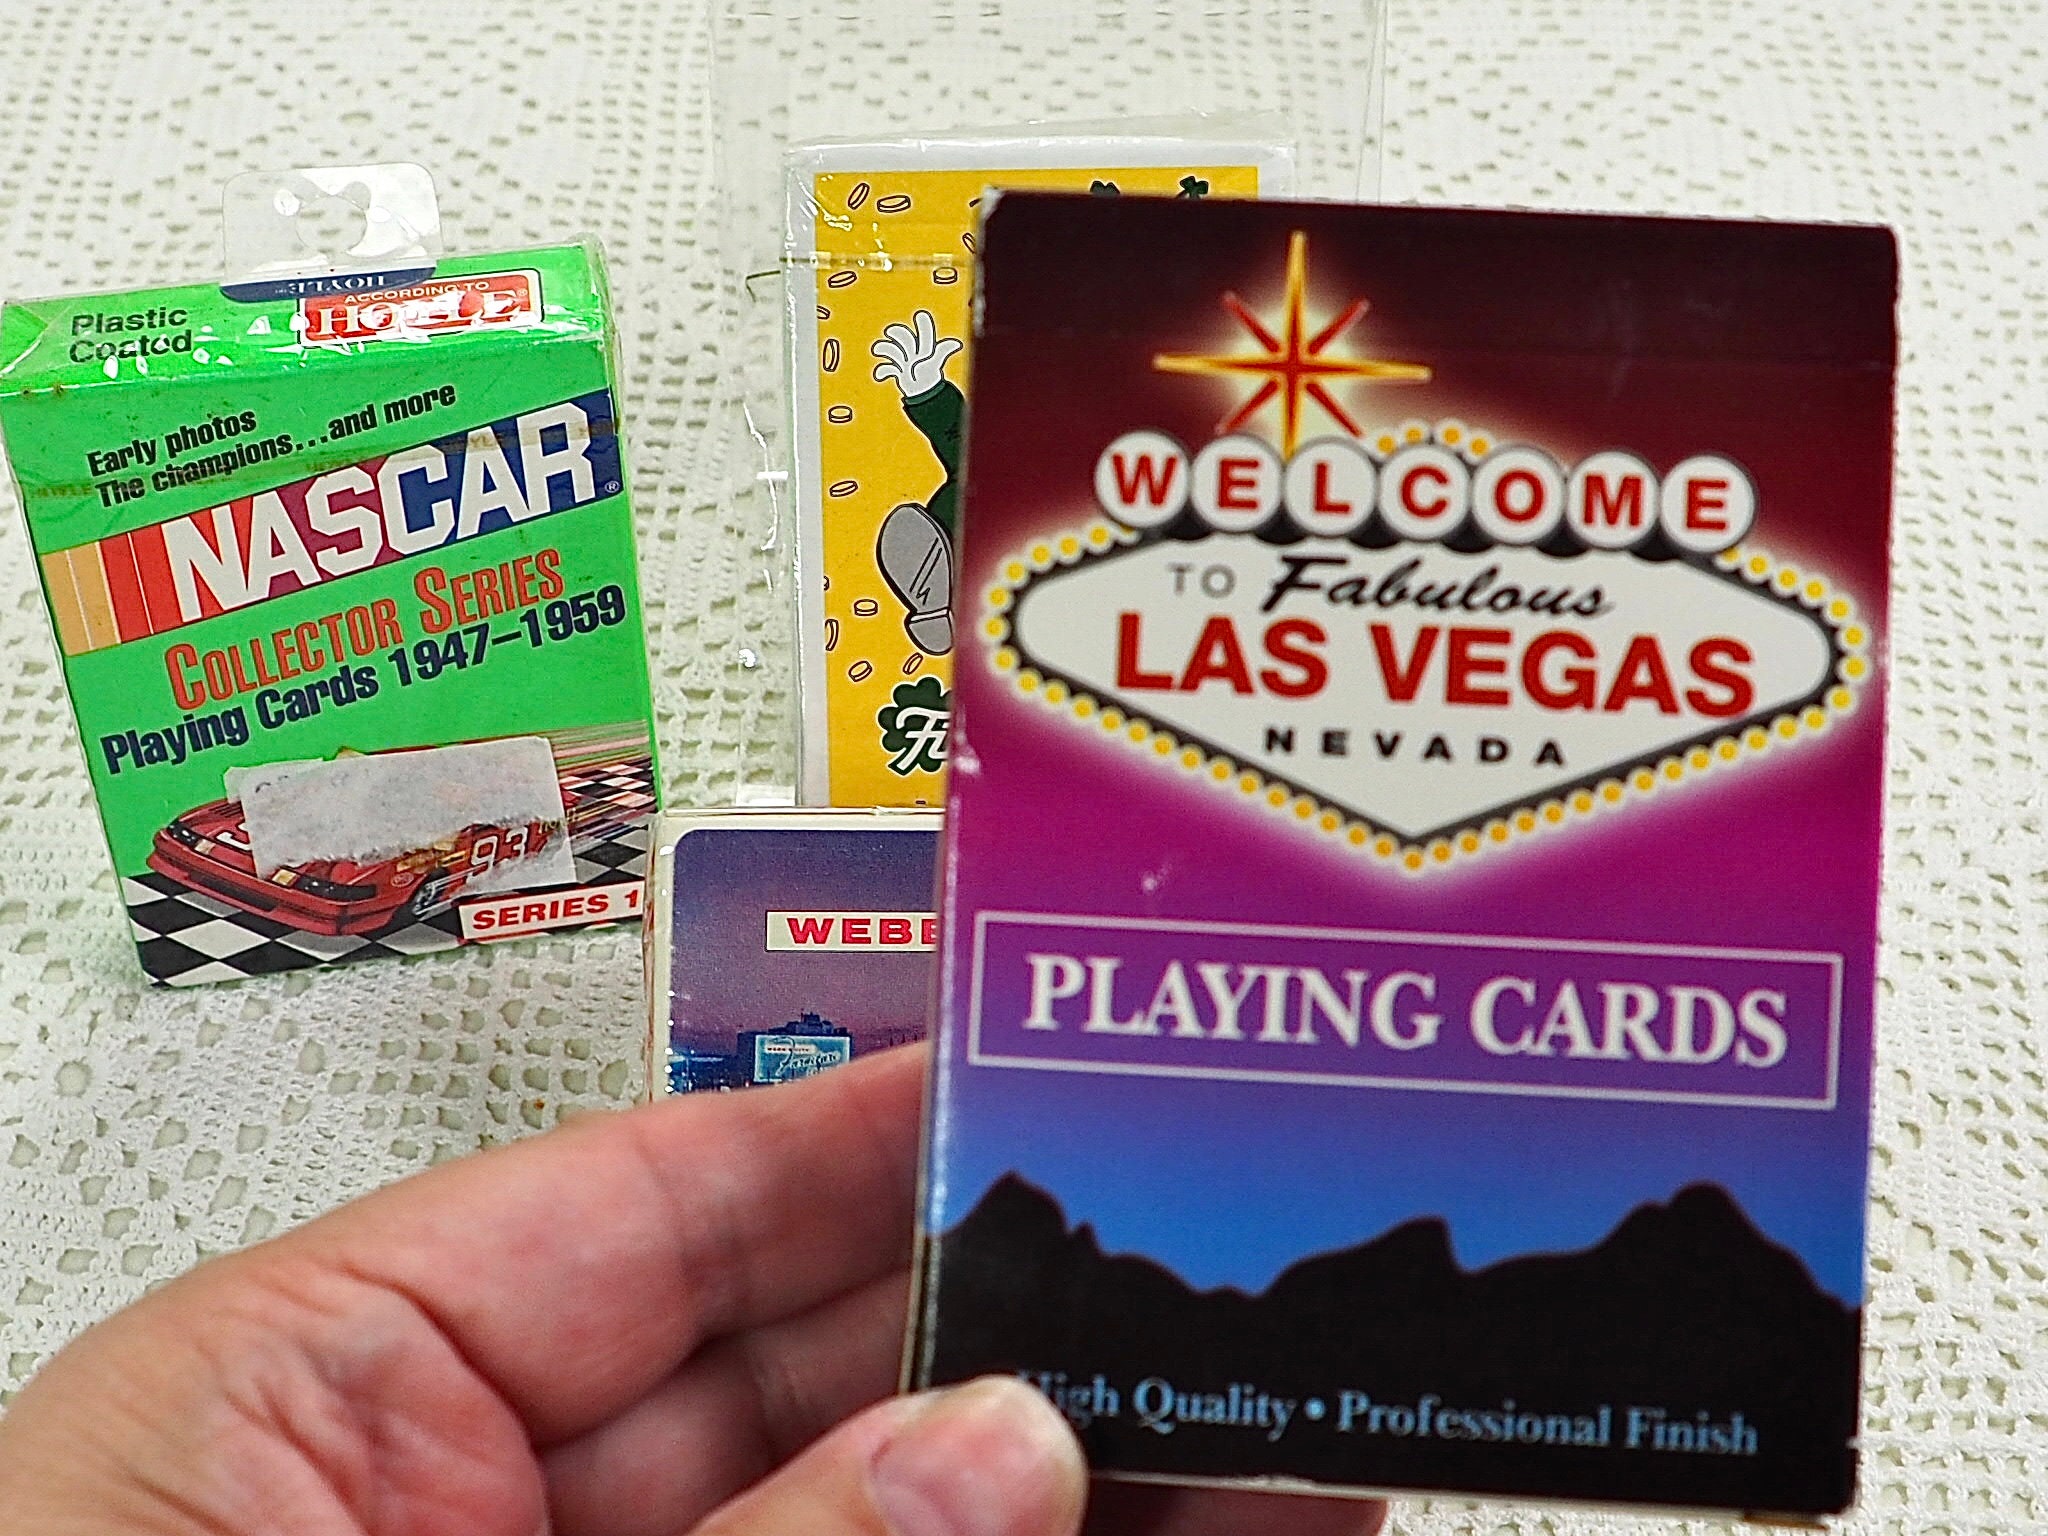 Plastic
Coated
HOYLE
ACCORDING TO
HOYLE
Early photos
The champions...and more
NASCAR®
COLLECTOR SERIES
Playing Cards 1947–1959
93
SERIES 1
WELCOME
TO Fabulous
LAS VEGAS
NEVADA
PLAYING CARDS
High Quality • Professional Finish